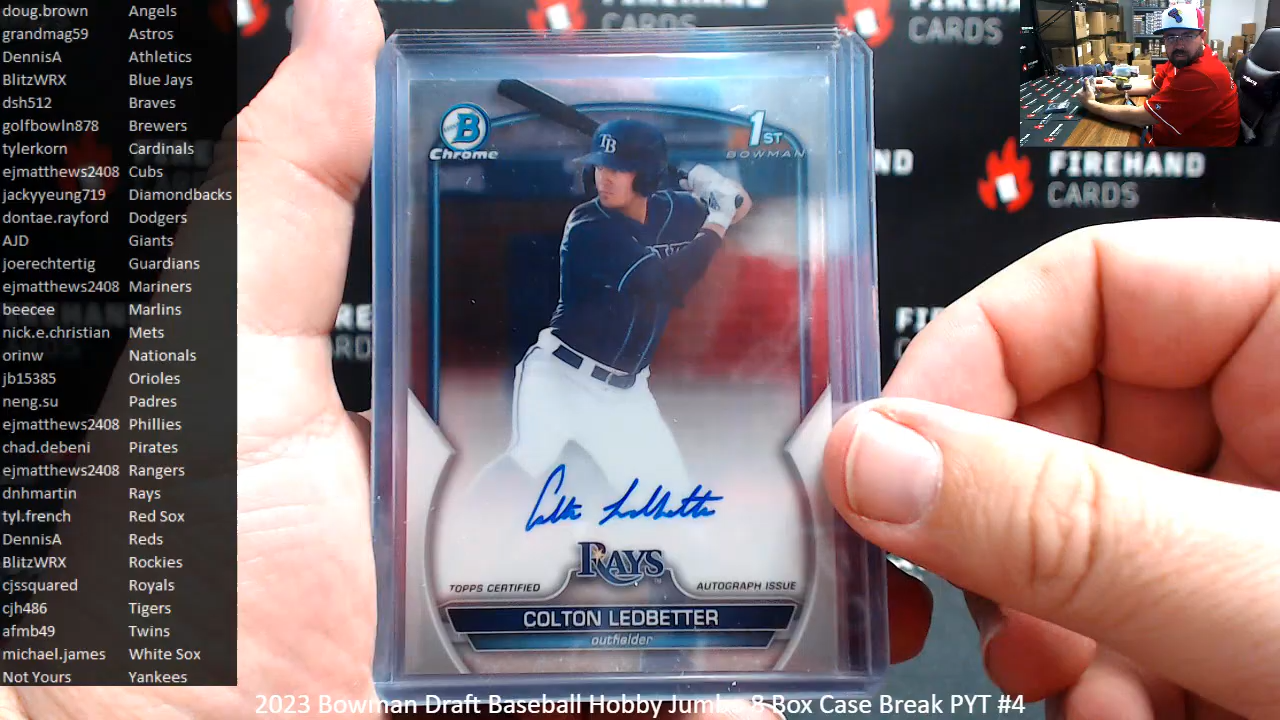 doug.brown Angels
grandmag59 Astros
DennisA Athletics
BlitzWRX Blue Jays
dsh512 Braves
golfbowln878 Brewers
tylerkorn Cardinals
ejmatthews2408 Cubs
jackyyeung719 Diamondbacks
dontae.rayford Dodgers
AJD Giants
joerechtertig Guardians
ejmatthews2408 Mariners
beecee Marlins
nick.e.christian Mets
orinw Nationals
jb15385 Orioles
neng.su Padres
ejmatthews2408 Phillies
chad.debeni Pirates
ejmatthews2408 Rangers
dnhmartin Rays
tyl.french Red Sox
DennisA Reds
BlitzWRX Rockies
cjssquared Royals
cjh486 Tigers
afmb49 Twins
michael.james White Sox
Not Yours Yankees
B
Chrome
1ST
BOWMAN
TB
Colton Ledbetter
RAYS
TOPPS CERTIFIED AUTOGRAPH ISSUE
COLTON LEDBETTER
outfielder
CARDS
FIREHAND
CARDS
2023 Bowman Draft Baseball Hobby Jumbo 8 Box Case Break PYT #4